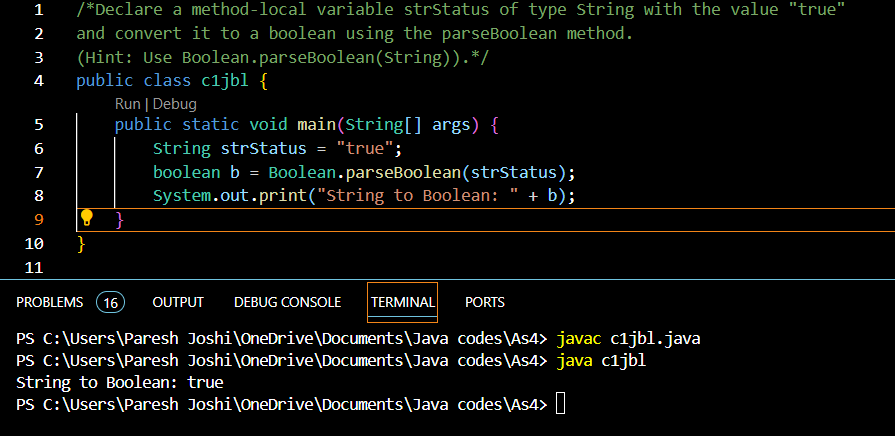 1 /*Declare a method-local variable strStatus of type String with the value "true"
2 and convert it to a boolean using the parseBoolean method.
3 (Hint: Use Boolean.parseBoolean(String)).*/
4 public class c1jbl {
Run | Debug
5 public static void main(String[] args) {
6 String strStatus = "true";
7 boolean b = Boolean.parseBoolean(strStatus);
8 System.out.print("String to Boolean: " + b);
9 }
10 }
11
PROBLEMS 16 OUTPUT DEBUG CONSOLE TERMINAL PORTS
PS C:\Users\Paresh Joshi\OneDrive\Documents\Java codes\As4> javac c1jbl.java
PS C:\Users\Paresh Joshi\OneDrive\Documents\Java codes\As4> java c1jbl
String to Boolean: true
PS C:\Users\Paresh Joshi\OneDrive\Documents\Java codes\As4>